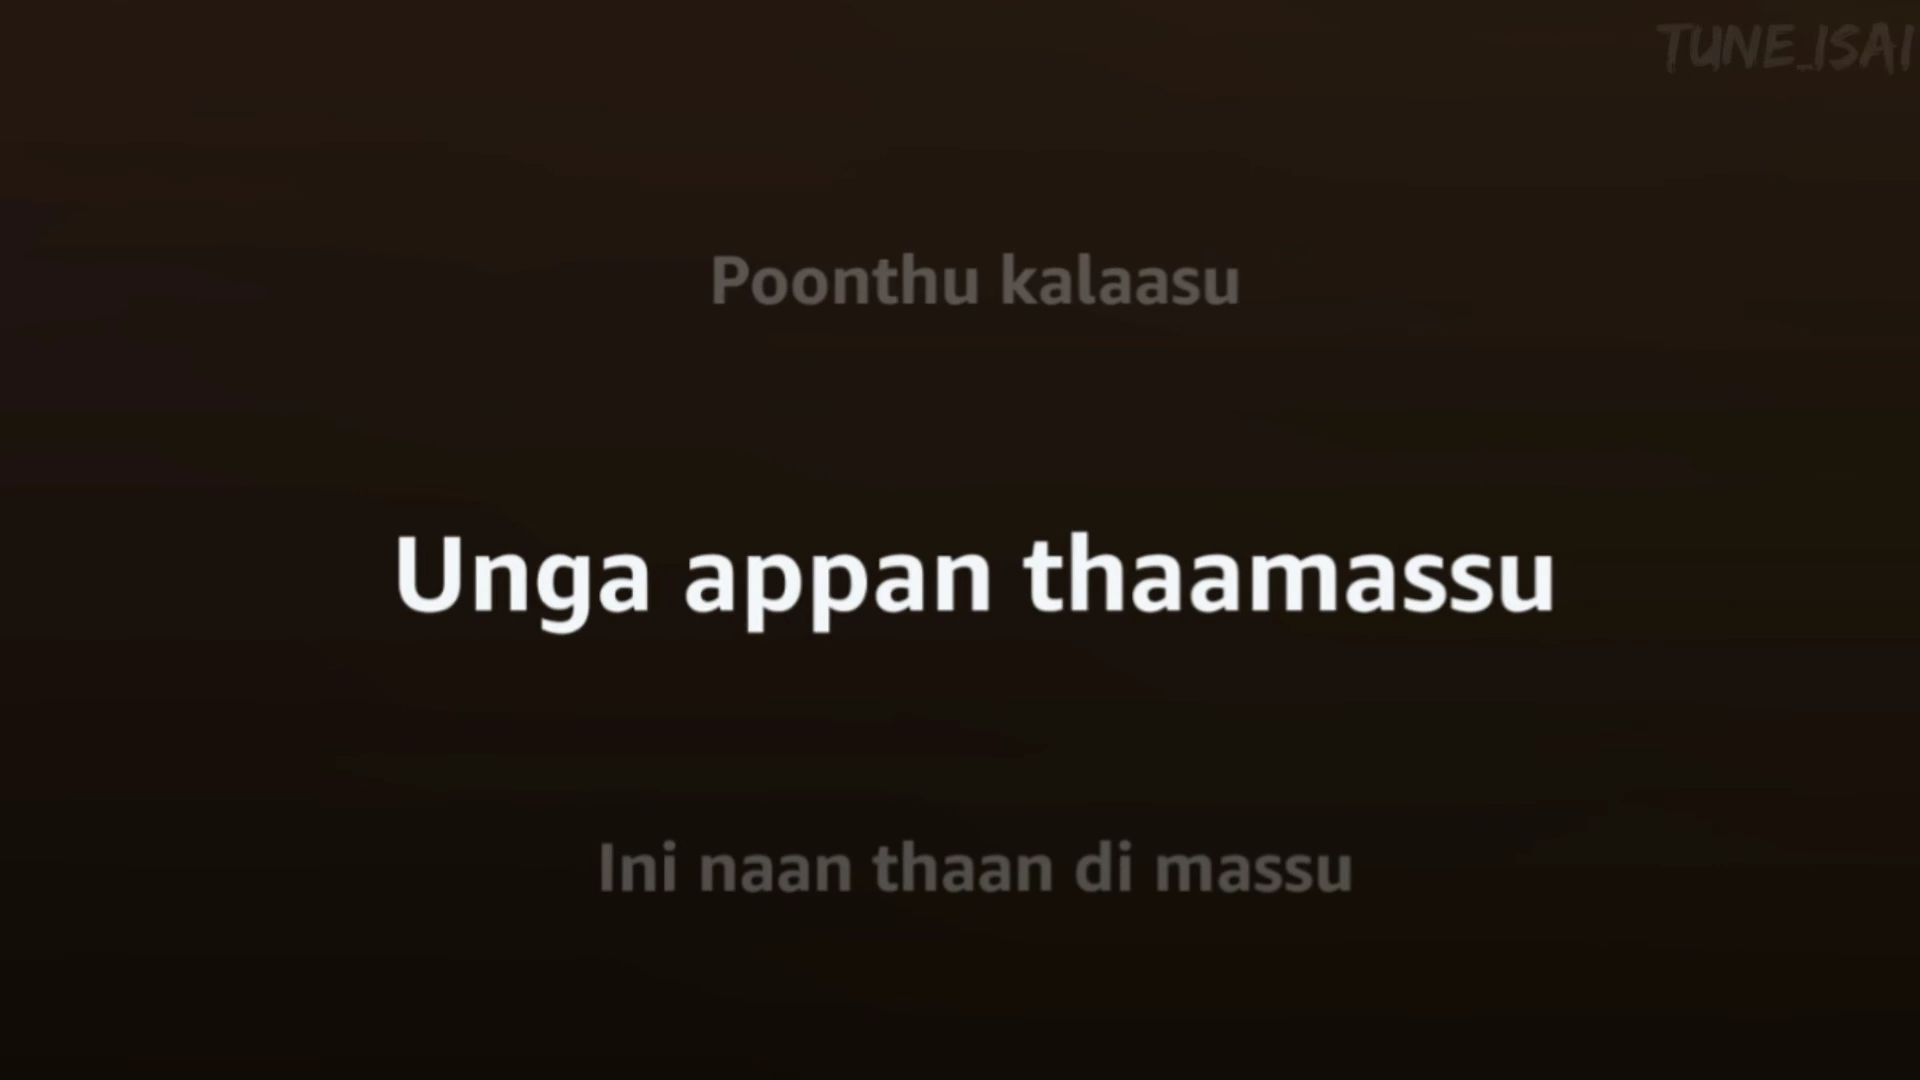 TUNE_ISAI
Poonthu kalaasu
Unga appan thaamassu
Ini naan thaan di massu